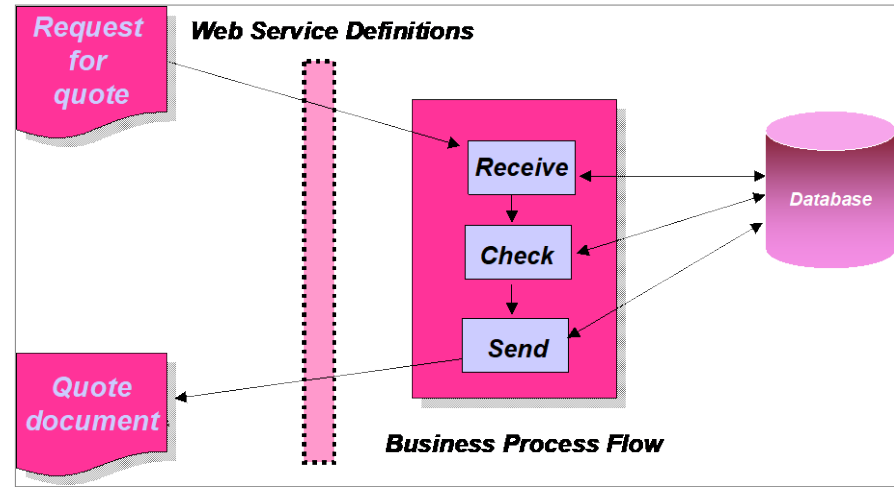 Request
for
quote
Web Service Definitions
Receive
Check
Send
Database
Quote
document
Business Process Flow